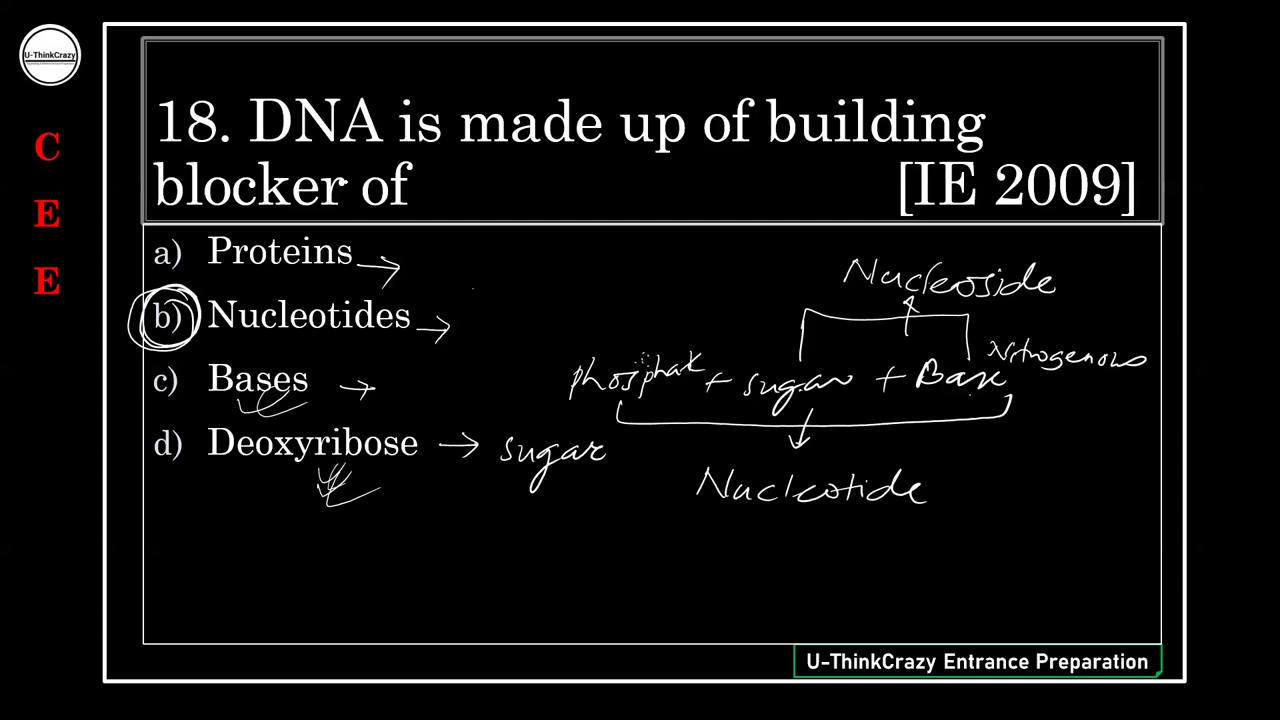 U-ThinkCrazy
C
E
E
18. DNA is made up of building
blocker of [IE 2009]
a) Proteins
b) Nucleotides
c) Bases
d) Deoxyribose → sugar
Nucleoside
Nitrogenous
phosphat + sugar + Base
Nucleotide
U-ThinkCrazy Entrance Preparation